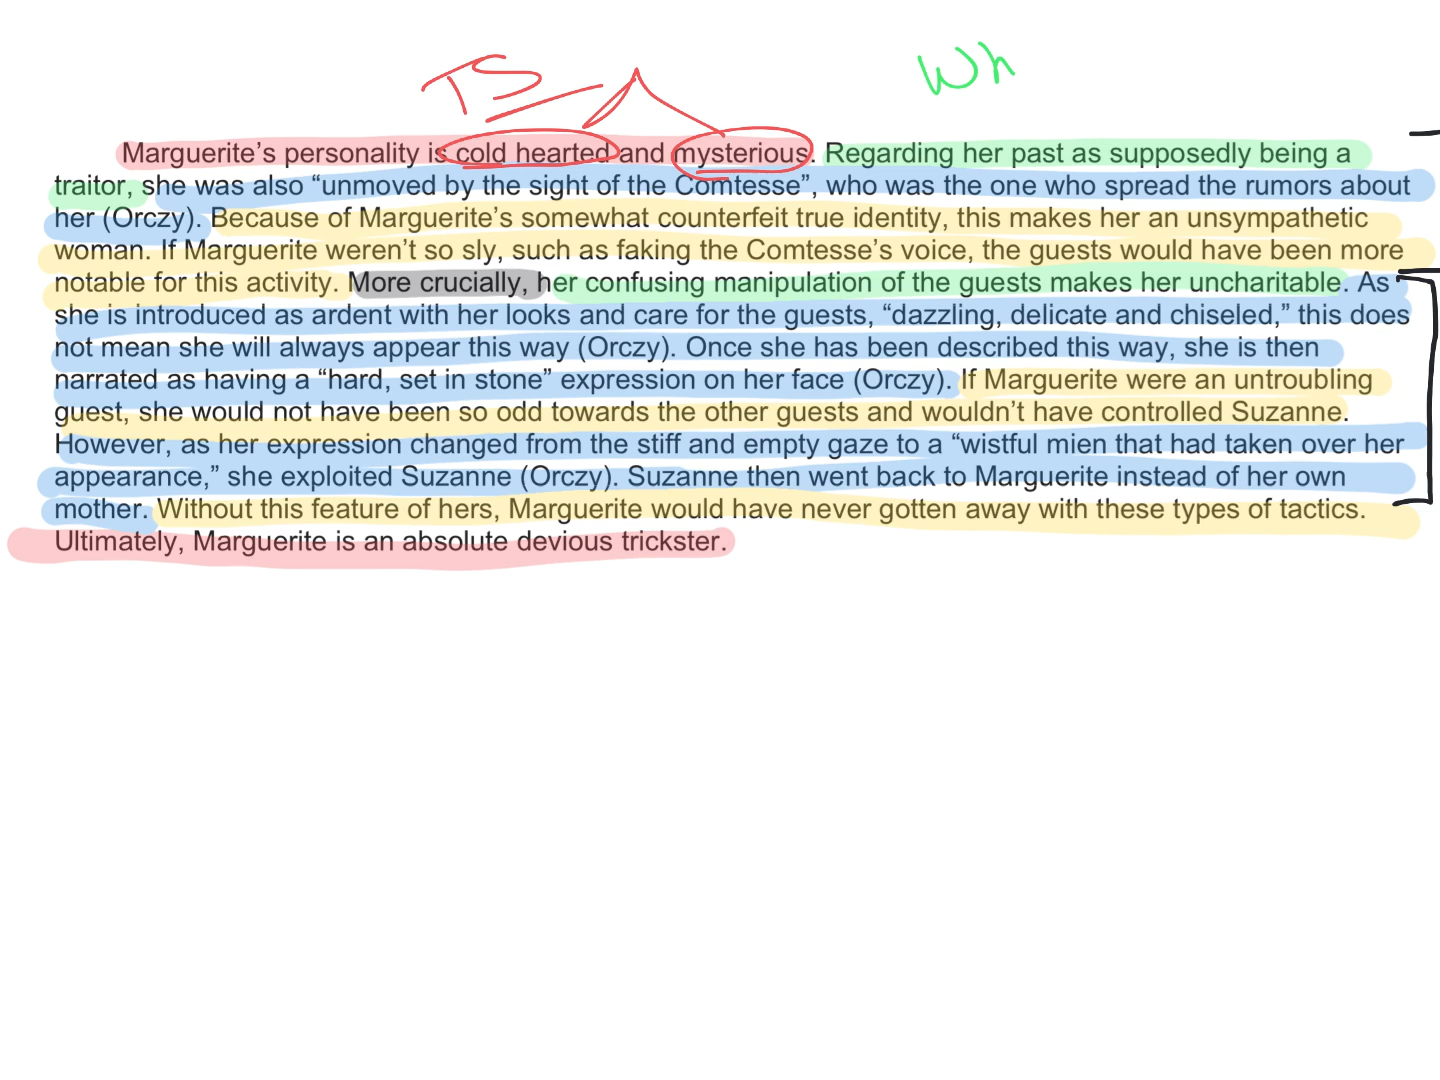 TS
Wh
Marguerite’s personality is cold hearted and mysterious. Regarding her past as supposedly being a
traitor, she was also “unmoved by the sight of the Comtesse”, who was the one who spread the rumors about
her (Orczy). Because of Marguerite’s somewhat counterfeit true identity, this makes her an unsympathetic
woman. If Marguerite weren’t so sly, such as faking the Comtesse’s voice, the guests would have been more
notable for this activity. More crucially, her confusing manipulation of the guests makes her uncharitable. As
she is introduced as ardent with her looks and care for the guests, “dazzling, delicate and chiseled,” this does
not mean she will always appear this way (Orczy). Once she has been described this way, she is then
narrated as having a “hard, set in stone” expression on her face (Orczy). If Marguerite were an untroubling
guest, she would not have been so odd towards the other guests and wouldn’t have controlled Suzanne.
However, as her expression changed from the stiff and empty gaze to a “wistful mien that had taken over her
appearance,” she exploited Suzanne (Orczy). Suzanne then went back to Marguerite instead of her own
mother. Without this feature of hers, Marguerite would have never gotten away with these types of tactics.
Ultimately, Marguerite is an absolute devious trickster.